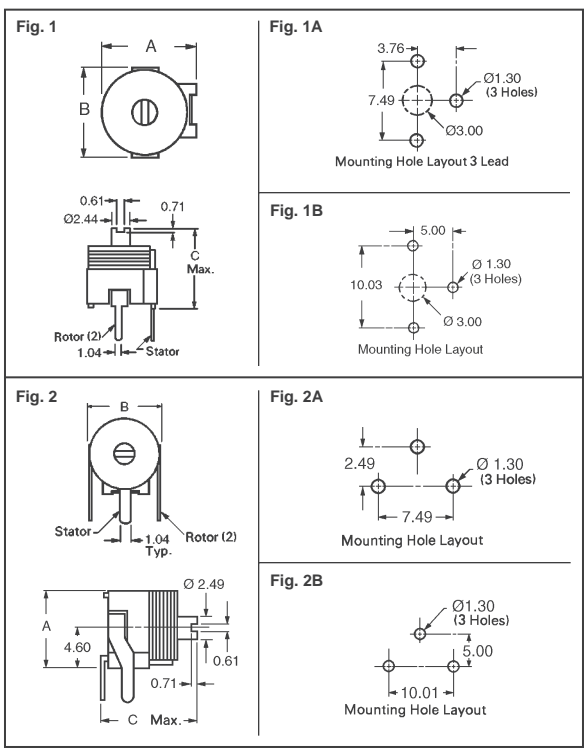 Fig. 1
A
B
0.61
0.71
Ø2.44
C
Max.
Rotor (2)
1.04
Stator
Fig. 1A
3.76
Ø1.30
(3 Holes)
7.49
Ø3.00
Mounting Hole Layout 3 Lead
Fig. 1B
5.00
Ø 1.30
(3 Holes)
10.03
Ø 3.00
Mounting Hole Layout
Fig. 2
B
Stator
1.04
Typ.
Rotor (2)
Ø 2.49
A
4.60
0.61
0.71
C Max.
Fig. 2A
2.49
Ø 1.30
(3 Holes)
7.49
Mounting Hole Layout
Fig. 2B
Ø1.30
(3 Holes)
5.00
10.01
Mounting Hole Layout